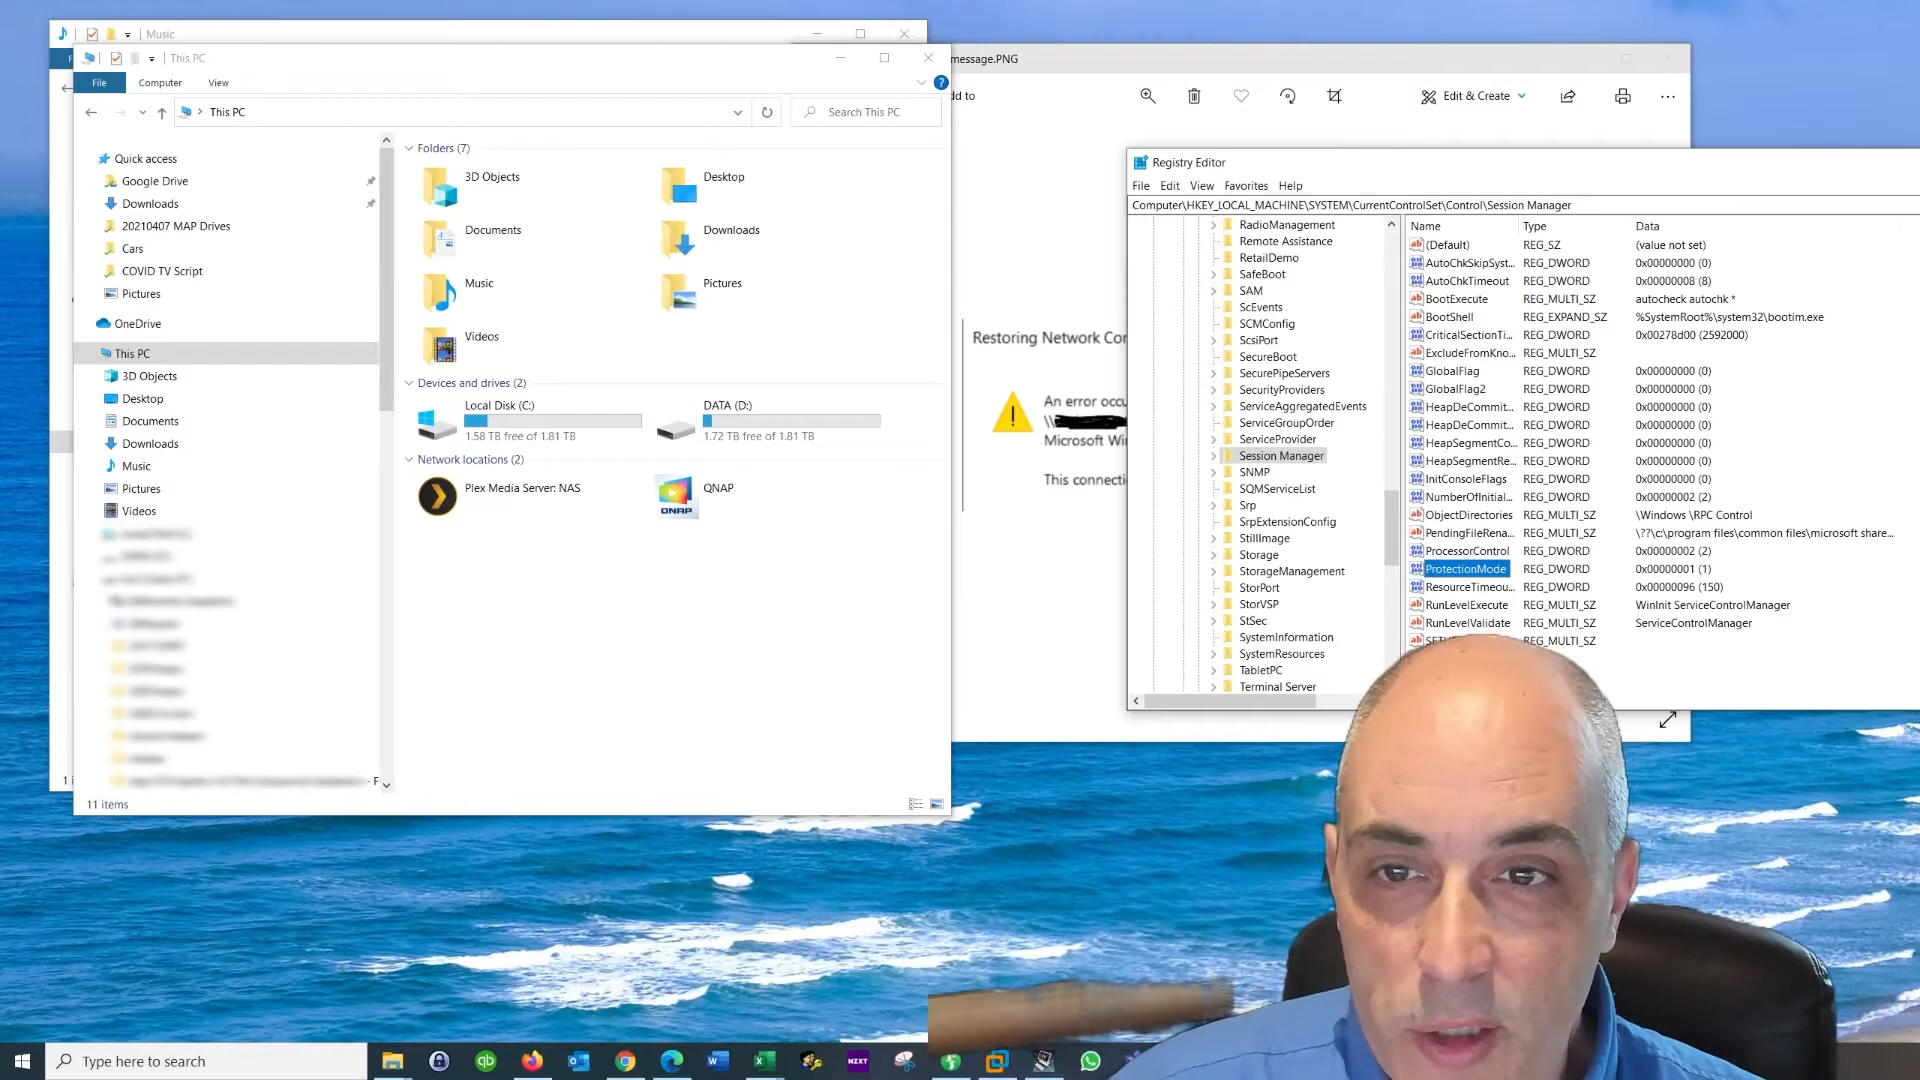 Music
This PC
File
Computer
View
This PC
Search This PC
Quick access
Google Drive
Downloads
20210407 MAP Drives
Cars
COVID TV Script
Pictures
OneDrive
This PC
3D Objects
Desktop
Documents
Downloads
Music
Pictures
Videos
Folders (7)
3D Objects
Desktop
Documents
Downloads
Music
Pictures
Videos
Devices and drives (2)
Local Disk (C:)
1.58 TB free of 1.81 TB
DATA (D:)
1.72 TB free of 1.81 TB
Network locations (2)
Plex Media Server: NAS
QNAP
QNAP
11 items
message.PNG
dd to
Edit & Create
Restoring Network Cor
An error occu
\\
Microsoft Win
This connecti
Registry Editor
File Edit View Favorites Help
Computer\HKEY_LOCAL_MACHINE\SYSTEM\CurrentControlSet\Control\Session Manager
RadioManagement
Remote Assistance
RetailDemo
SafeBoot
SAM
ScEvents
SCMConfig
ScsiPort
SecureBoot
SecurePipeServers
SecurityProviders
ServiceAggregatedEvents
ServiceGroupOrder
ServiceProvider
Session Manager
SNMP
SQMServiceList
Srp
SrpExtensionConfig
StillImage
Storage
StorageManagement
StorPort
StorVSP
StSec
SystemInformation
SystemResources
TabletPC
Terminal Server
Name Type Data
(Default) REG_SZ (value not set)
AutoChkSkipSyst... REG_DWORD 0x00000000 (0)
AutoChkTimeout REG_DWORD 0x00000008 (8)
BootExecute REG_MULTI_SZ autocheck autochk *
BootShell REG_EXPAND_SZ %SystemRoot%\system32\bootim.exe
CriticalSectionTi... REG_DWORD 0x00278d00 (2592000)
ExcludeFromKno... REG_MULTI_SZ
GlobalFlag REG_DWORD 0x00000000 (0)
GlobalFlag2 REG_DWORD 0x00000000 (0)
HeapDeCommit... REG_DWORD 0x00000000 (0)
HeapDeCommit... REG_DWORD 0x00000000 (0)
HeapSegmentCo... REG_DWORD 0x00000000 (0)
HeapSegmentRe... REG_DWORD 0x00000000 (0)
InitConsoleFlags REG_DWORD 0x00000000 (0)
NumberOfInitial... REG_DWORD 0x00000002 (2)
ObjectDirectories REG_MULTI_SZ \Windows \RPC Control
PendingFileRena... REG_MULTI_SZ \??\c:\program files\common files\microsoft share...
ProcessorControl REG_DWORD 0x00000002 (2)
ProtectionMode REG_DWORD 0x00000001 (1)
ResourceTimeou... REG_DWORD 0x00000096 (150)
RunLevelExecute REG_MULTI_SZ WinInit ServiceControlManager
RunLevelValidate REG_MULTI_SZ ServiceControlManager
REG_MULTI_SZ
Type here to search
NZXT